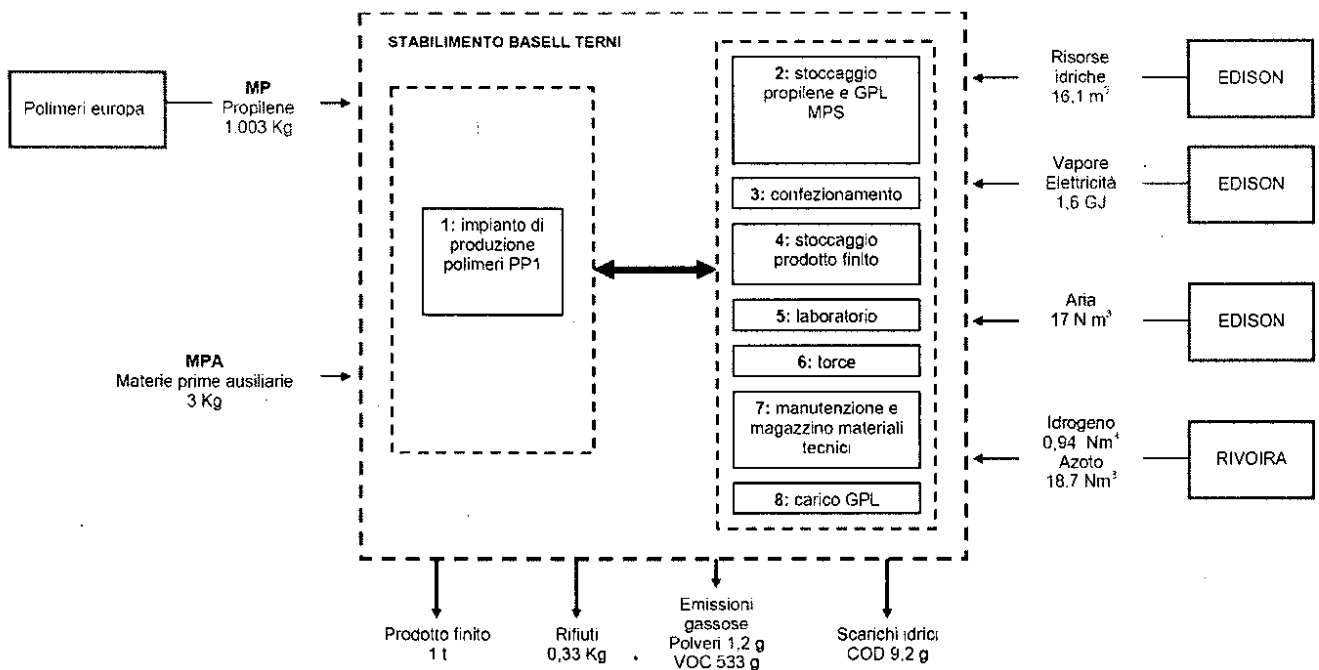 STABILIMENTO BASELL TERNI
Polimeri europa
MP
Propilene
1.003 Kg
MPA
Materie prime ausiliarie
3 Kg
1: impianto di
produzione
polimeri PP1
2: stoccaggio
propilene e GPL
MPS
3: confezionamento
4: stoccaggio
prodotto finito
5: laboratorio
6: torce
7: manutenzione e
magazzino materiali
tecnici
8: carico GPL
Risorse
idriche
16,1 m³
EDISON
Vapore
Elettricità
1,6 GJ
EDISON
Aria
17 N m³
EDISON
Idrogeno
0,94 Nm³
Azoto
18.7 Nm³
RIVOIRA
Prodotto finito
1 t
Rifiuti
0,33 Kg
Emissioni
gassose
Polveri 1,2 g
VOC 533 g
Scarichi idrici
COD 9,2 g